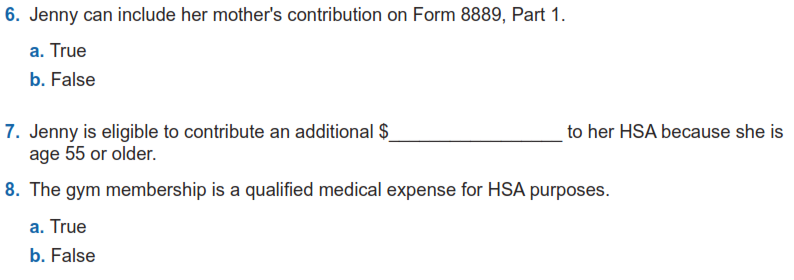 6. Jenny can include her mother's contribution on Form 8889, Part 1.
a. True
b. False
7. Jenny is eligible to contribute an additional $__________________ to her HSA because she is
age 55 or older.
8. The gym membership is a qualified medical expense for HSA purposes.
a. True
b. False